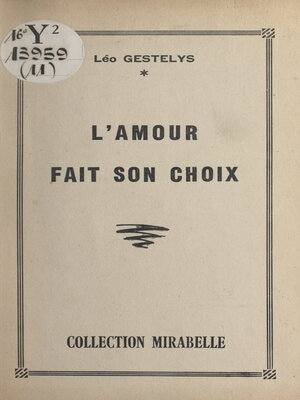 16° Y²
13959
(11)
Léo GESTELYS
*
L'AMOUR
FAIT SON CHOIX
COLLECTION MIRABELLE